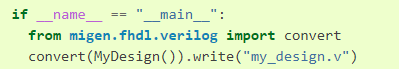 if __name__ == "__main__":
  from migen.fhdl.verilog import convert
  convert(MyDesign()).write("my_design.v")